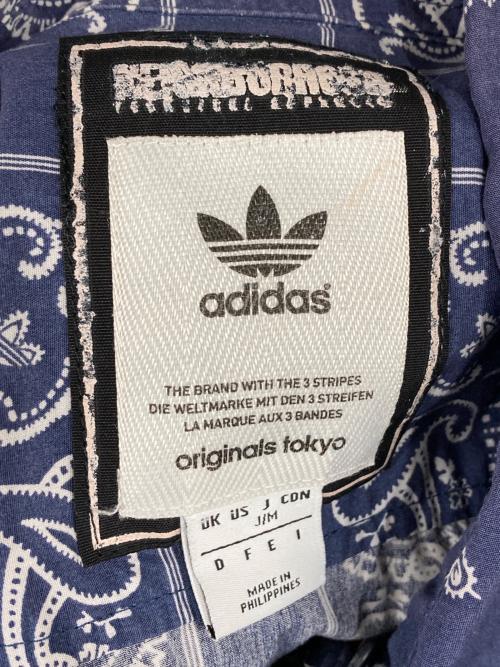 NEIGHBORHOOD
adidas
THE BRAND WITH THE 3 STRIPES
DIE WELTMARKE MIT DEN 3 STREIFEN
LA MARQUE AUX 3 BANDES
originals tokyo
UK US J CDN
J/M
D F E I
MADE IN
PHILIPPINES